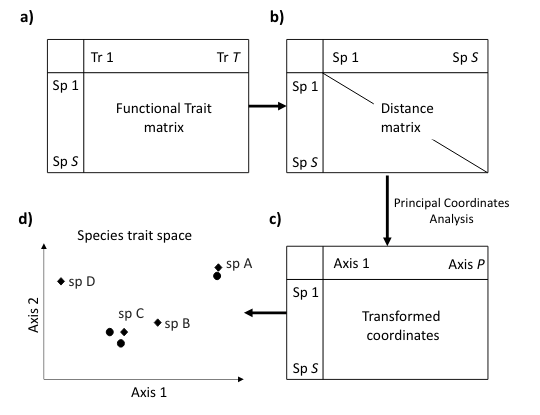 a)
Tr 1 Tr T
Sp 1
Functional Trait
matrix
Sp S
b)
Sp 1 Sp S
Sp 1
Distance
matrix
Sp S
Principal Coordinates
Analysis
c)
Axis 1 Axis P
Sp 1
Transformed
coordinates
Sp S
d)
Species trait space
sp A
sp D
sp C
sp B
Axis 2
Axis 1